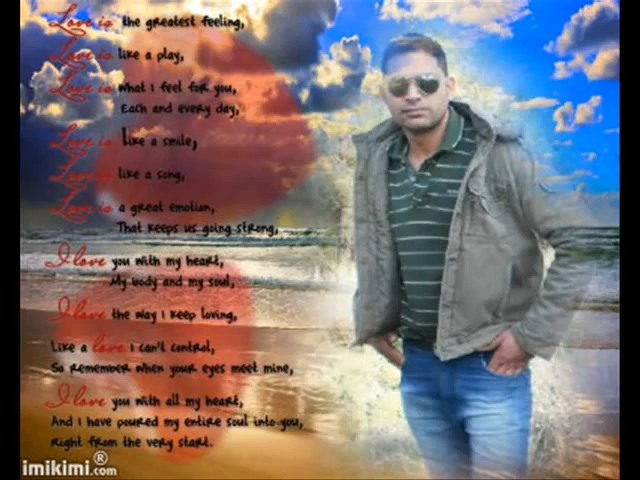 Love is the greatest feeling,
Love is like a play,
Love is what I feel for you,
Each and every day,
Love is like a smile,
Love is like a song,
Love is a great emotion,
That keeps us going strong,
I love you with my heart,
My body and my soul,
I love the way I keep loving,
Like a love I can't control,
So remember when your eyes meet mine,
I love you with all my heart,
And I have poured my entire soul into you,
Right from the very start.
imikimi.com®